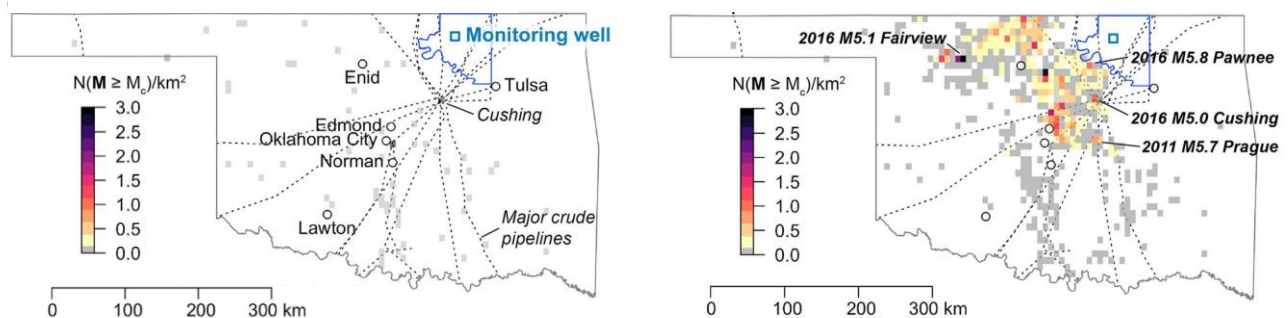 Monitoring well
N(M ≥ Mc)/km²
3.0
2.5
2.0
1.5
1.0
0.5
0.0
Enid
Tulsa
Cushing
Edmond
Oklahoma City
Norman
Lawton
Major crude
pipelines
0 100 200 300 km
2016 M5.1 Fairview
2016 M5.8 Pawnee
N(M ≥ Mc)/km²
3.0
2.5
2.0
1.5
1.0
0.5
0.0
2016 M5.0 Cushing
2011 M5.7 Prague
0 100 200 300 km